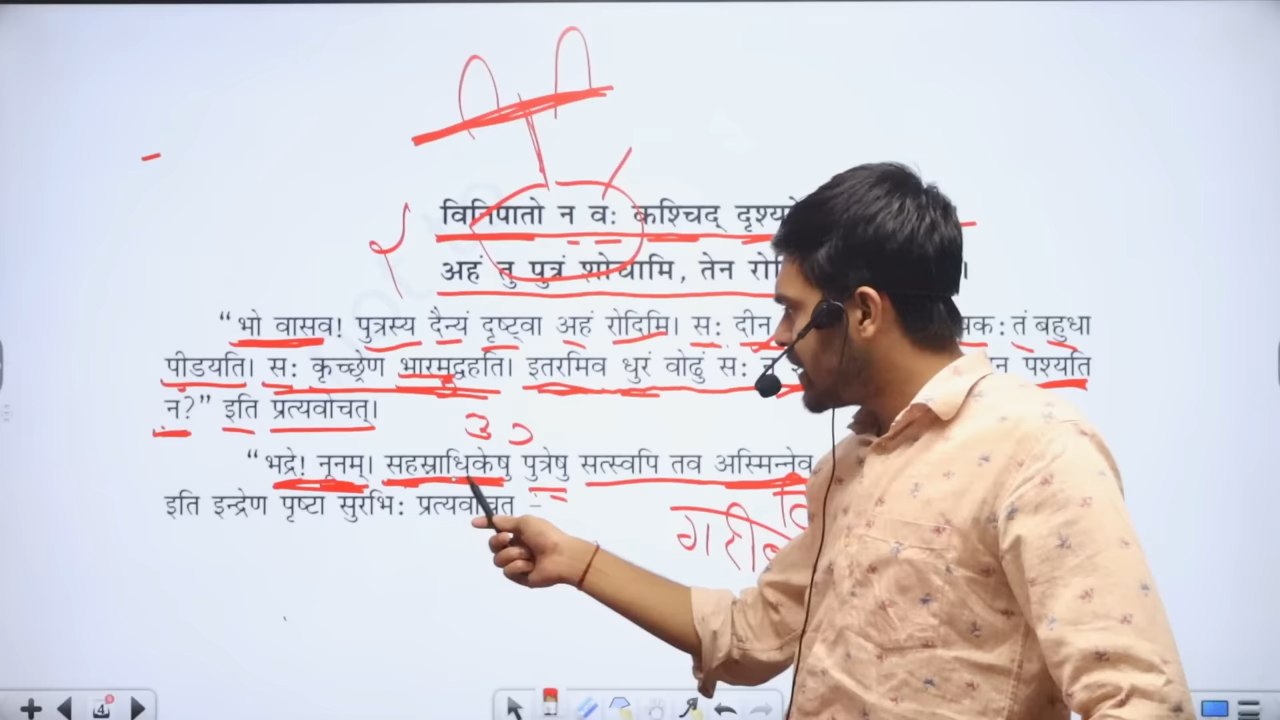 विनिपातो न वः कश्चिद्
अहं तु पुत्रं शोचामि, तेन
“भो वासव! पुत्रस्य दैन्यं दृष्ट्वा अहं रोदिमि। सः दीन तं बहुधा
पीडयति। सः कृच्छ्रेण भारमुद्वहति। इतरमिव धुरं वोढुं सः पश्यति
न?” इति प्रत्यवोचत्।
“भद्रे! नूनम्। सहस्राधिकेषु पुत्रेषु सत्स्वपि तव अस्मिन्नेव
इति इन्द्रेण पृष्टा सुरभिः प्रत्यवोचत –
4